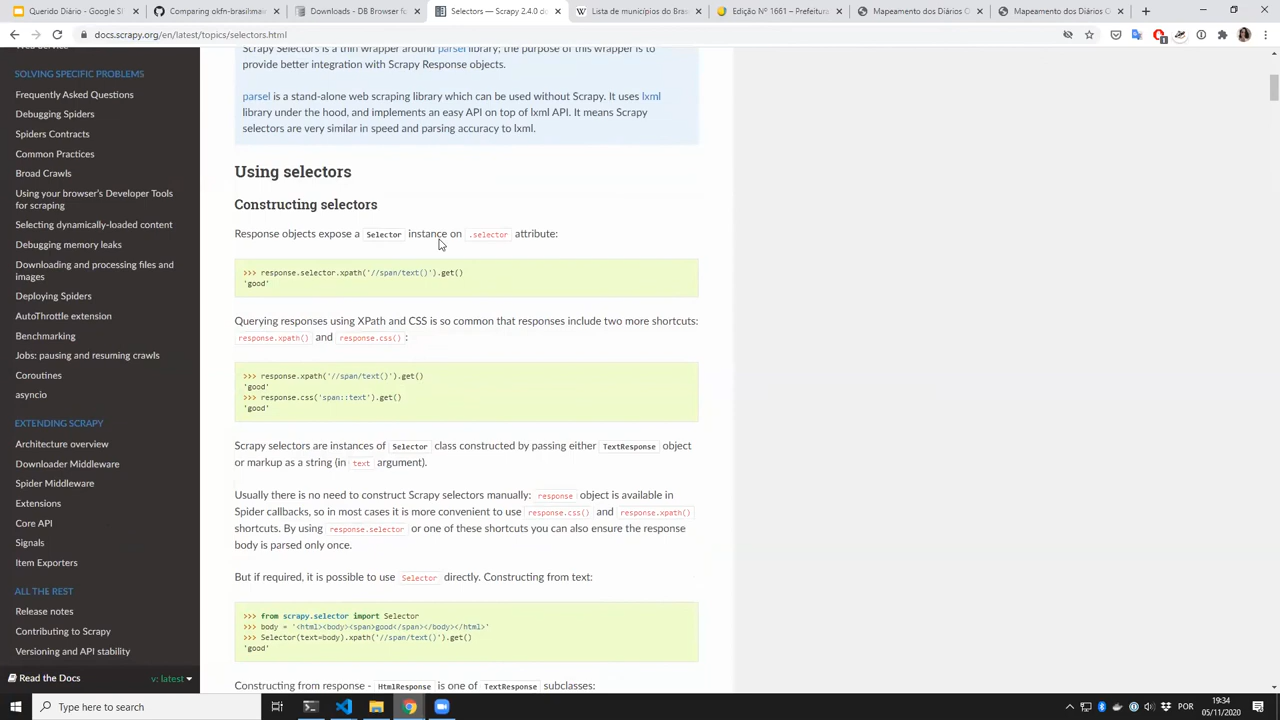 Querido Diário - Google Slid
Comparing okfn-brasil:main
Downloads - DB Browser for
Selectors — Scrapy 2.4.0 do
Lista de municípios do Bras
Edição Nº 1661 – Prefeitura
Mapeamento dos Diários O
Mapeamento dos Diários O
docs.scrapy.org/en/latest/topics/selectors.html
Web Service
SOLVING SPECIFIC PROBLEMS
Frequently Asked Questions
Debugging Spiders
Spiders Contracts
Common Practices
Broad Crawls
Using your browser's Developer Tools
for scraping
Selecting dynamically-loaded content
Debugging memory leaks
Downloading and processing files and
images
Deploying Spiders
AutoThrottle extension
Benchmarking
Jobs: pausing and resuming crawls
Coroutines
asyncio
EXTENDING SCRAPY
Architecture overview
Downloader Middleware
Spider Middleware
Extensions
Core API
Signals
Item Exporters
ALL THE REST
Release notes
Contributing to Scrapy
Versioning and API stability
Read the Docs
v: latest
Scrapy Selectors is a thin wrapper around parsel library; the purpose of this wrapper is to
provide better integration with Scrapy Response objects.
parsel is a stand-alone web scraping library which can be used without Scrapy. It uses lxml
library under the hood, and implements an easy API on top of lxml API. It means Scrapy
selectors are very similar in speed and parsing accuracy to lxml.
Using selectors
Constructing selectors
Response objects expose a Selector instance on .selector attribute:
>>> response.selector.xpath('//span/text()').get()
'good'
Querying responses using XPath and CSS is so common that responses include two more shortcuts:
response.xpath() and response.css() :
>>> response.xpath('//span/text()').get()
'good'
>>> response.css('span::text').get()
'good'
Scrapy selectors are instances of Selector class constructed by passing either TextResponse object
or markup as a string (in text argument).
Usually there is no need to construct Scrapy selectors manually: response object is available in
Spider callbacks, so in most cases it is more convenient to use response.css() and response.xpath()
shortcuts. By using response.selector or one of these shortcuts you can also ensure the response
body is parsed only once.
But if required, it is possible to use Selector directly. Constructing from text:
>>> from scrapy.selector import Selector
>>> body = '<html><body><span>good</span></body></html>'
>>> Selector(text=body).xpath('//span/text()').get()
'good'
Constructing from response - HtmlResponse is one of TextResponse subclasses:
Type here to search
POR
19:34
05/11/2020